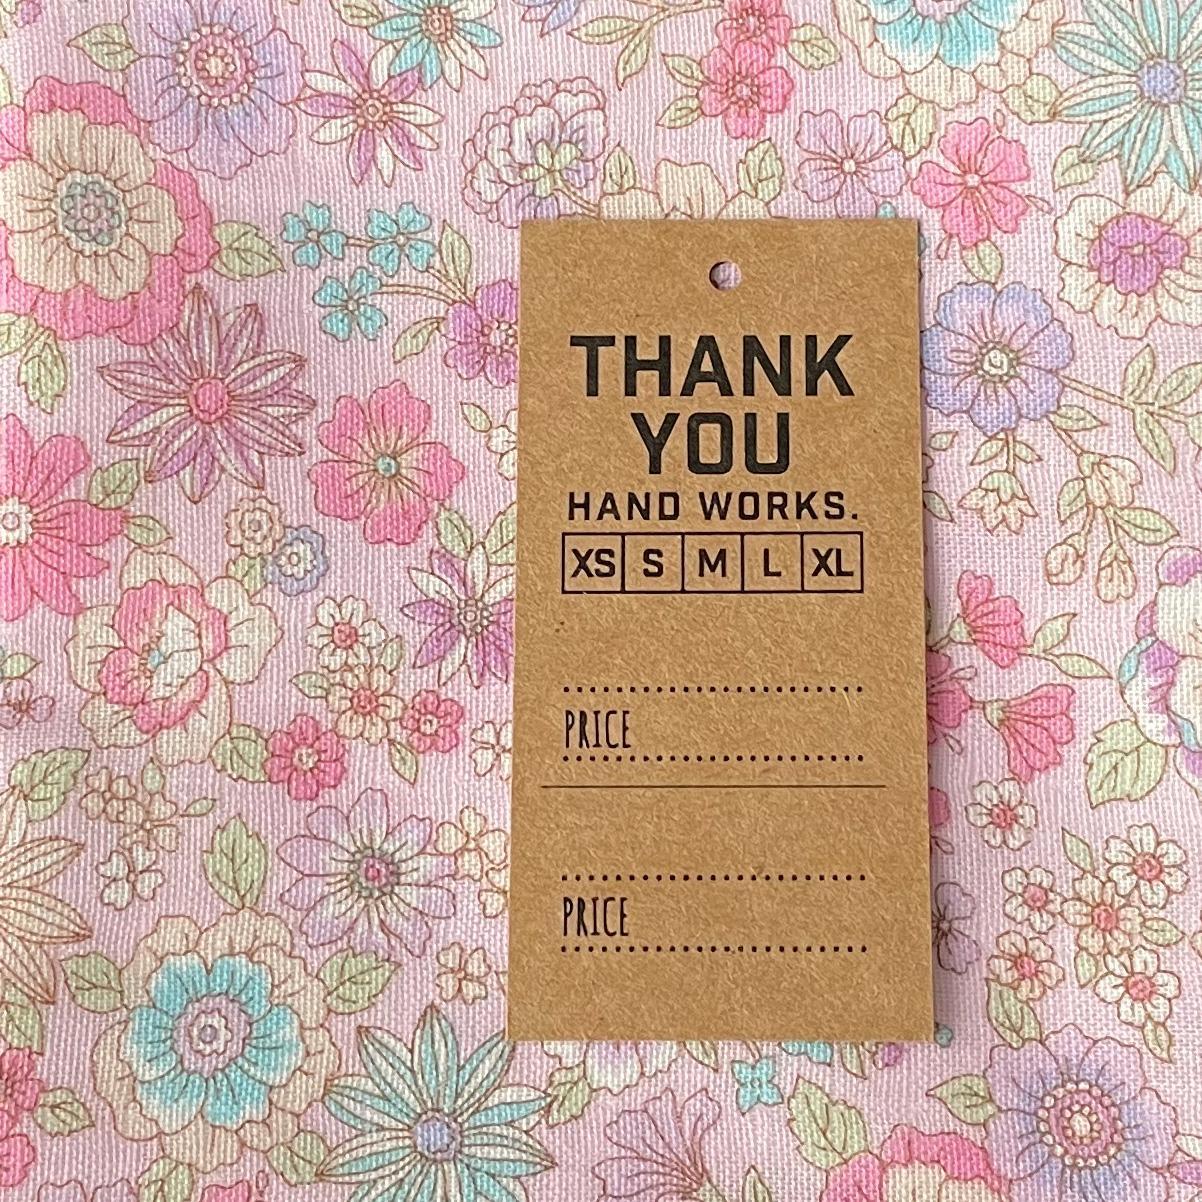 THANK
YOU
HAND WORKS.
XS S M L XL
PRICE
PRICE